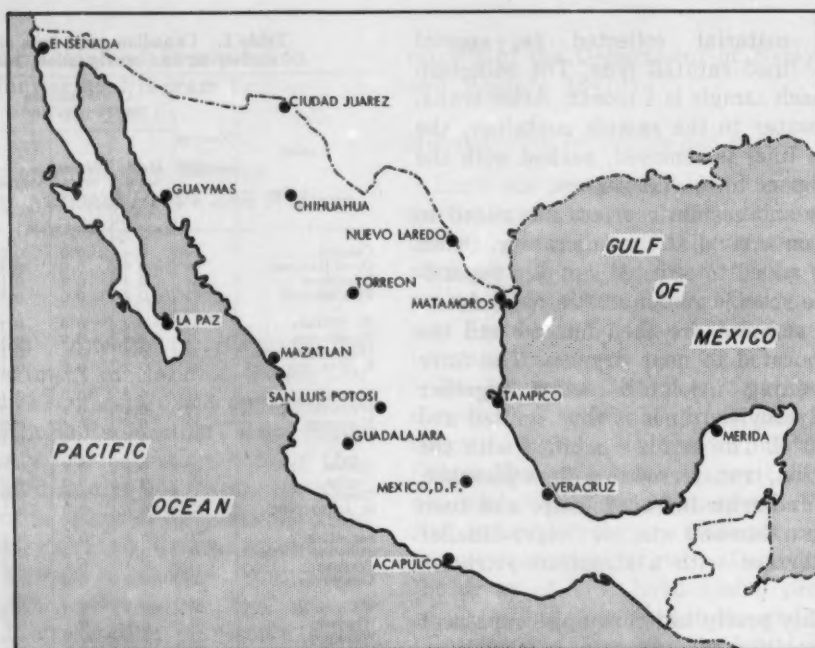 ENSEÑADA
CIUDAD JUAREZ
GUAYMAS
CHIHUAHUA
NUEVO LAREDO
GULF
OF
MEXICO
TORREON
MATAMOROS
LA PAZ
MAZATLAN
SAN LUIS POTOSI
TAMPICO
MERIDA
GUADALAJARA
PACIFIC
OCEAN
MEXICO, D.F.
VERACRUZ
ACAPULCO